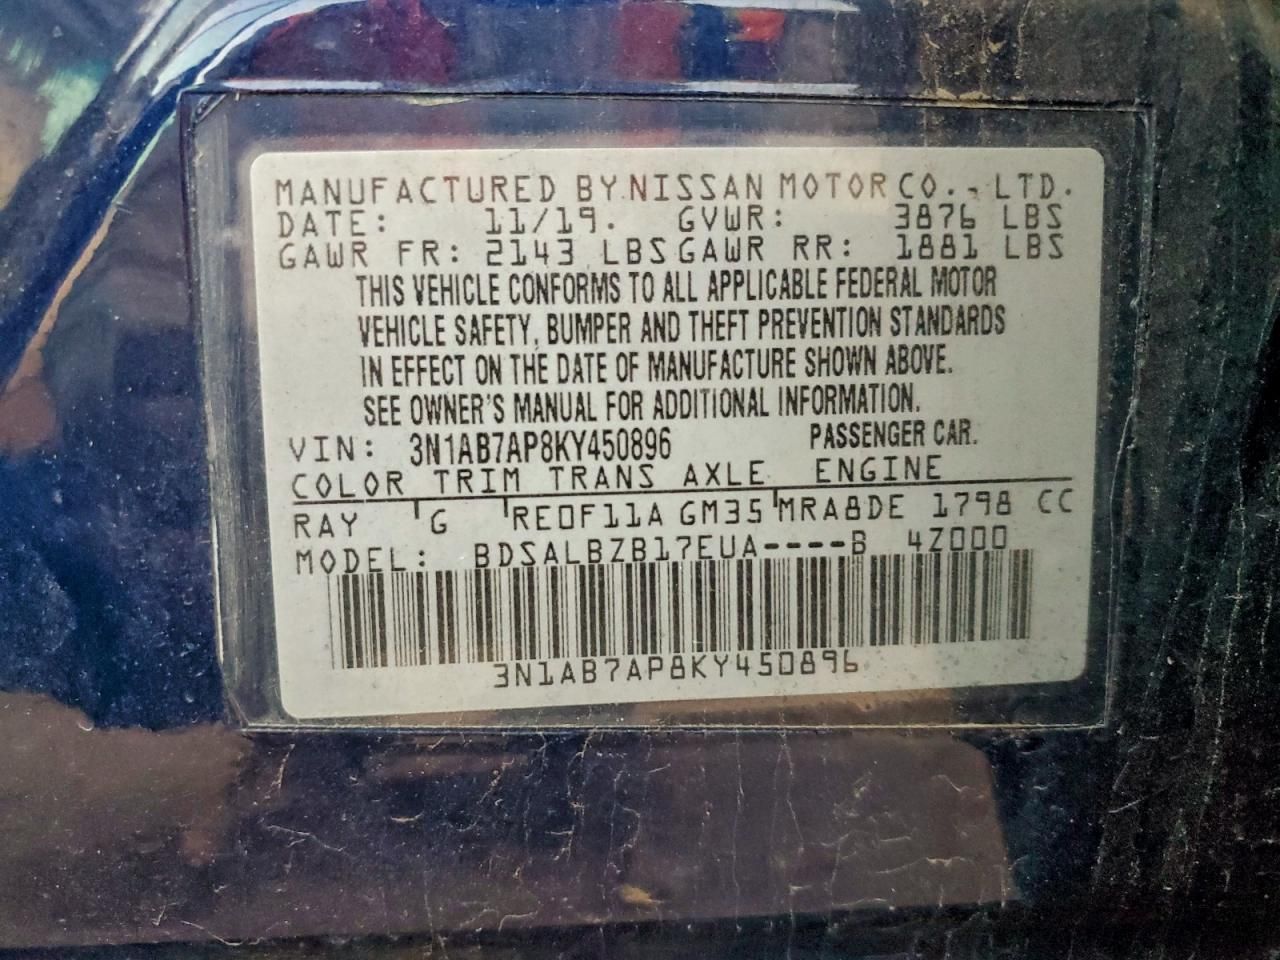 MANUFACTURED BY NISSAN MOTOR CO., LTD.
DATE: 11/19. GVWR: 3876 LBS
GAWR FR: 2143 LBS GAWR RR: 1881 LBS
THIS VEHICLE CONFORMS TO ALL APPLICABLE FEDERAL MOTOR
VEHICLE SAFETY, BUMPER AND THEFT PREVENTION STANDARDS
IN EFFECT ON THE DATE OF MANUFACTURE SHOWN ABOVE.
SEE OWNER'S MANUAL FOR ADDITIONAL INFORMATION.
VIN: 3N1AB7AP8KY450896 PASSENGER CAR.
COLOR TRIM TRANS AXLE ENGINE
RAY G RE0F11A GM35 MRA8DE 1798 CC
MODEL: BDSALBZB17EUA----B 4Z000
3N1AB7AP8KY450896